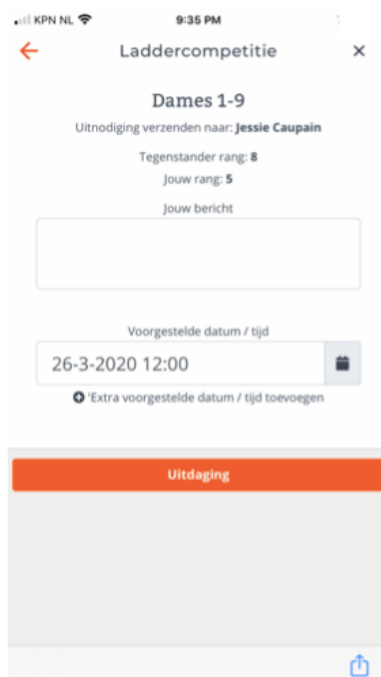 KPN NL 9:35 PM
Laddercompetitie
Dames 1-9
Uitnodiging verzenden naar: Jessie Caupain
Tegenstander rang: 8
Jouw rang: 5
Jouw bericht
Voorgestelde datum / tijd
26-3-2020 12:00
'Extra voorgestelde datum / tijd toevoegen
Uitdaging